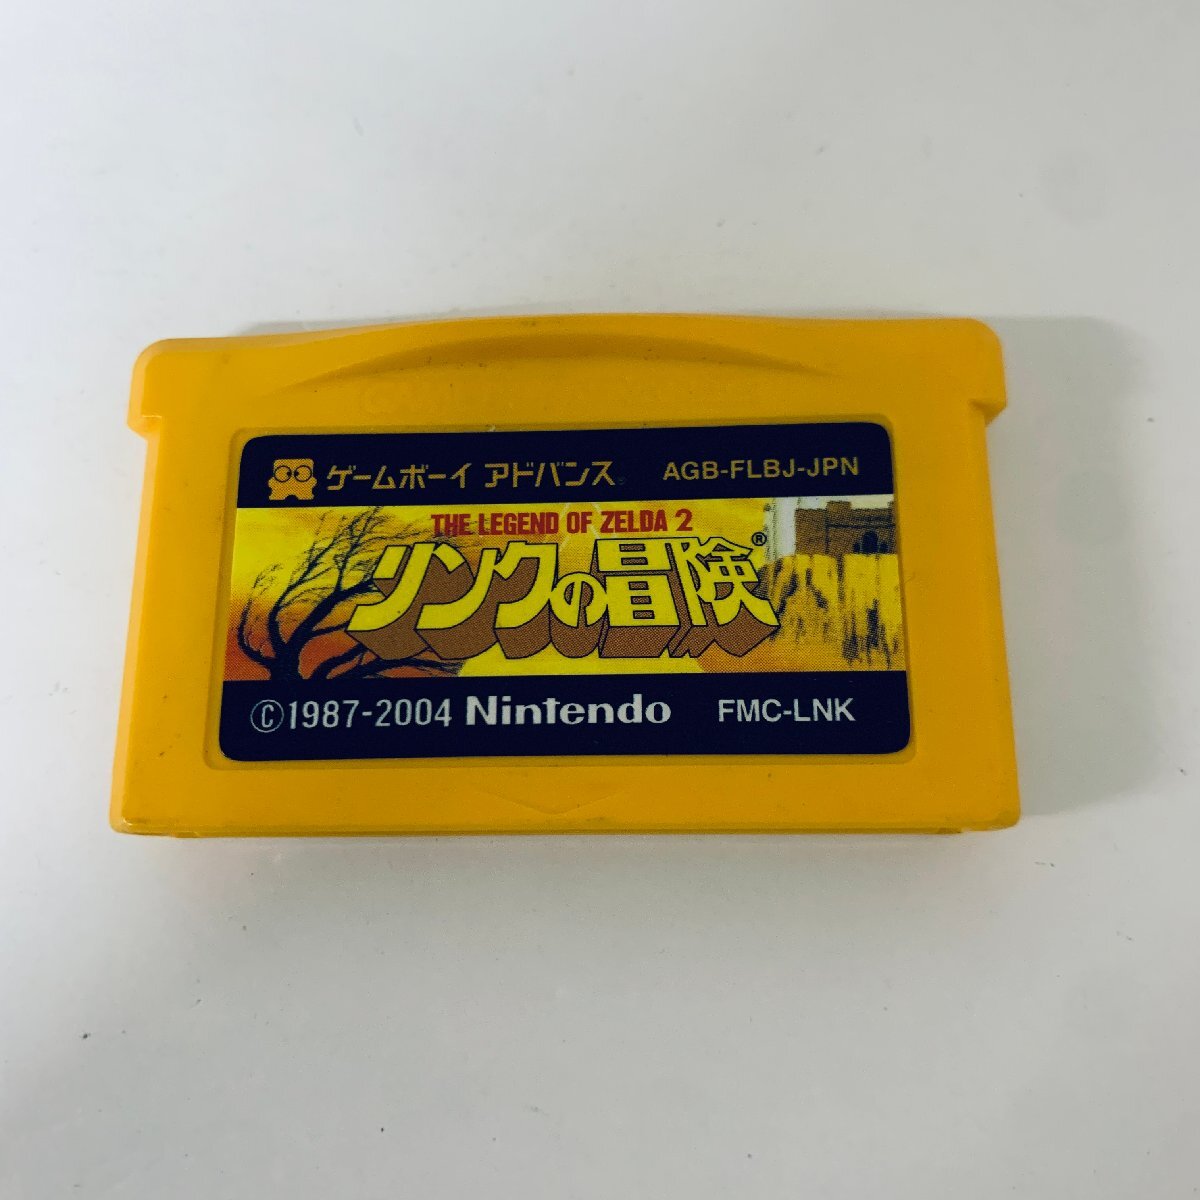 ゲームボーイ アドバンス AGB-FLBJ-JPN
THE LEGEND OF ZELDA 2
リンクの冒険®
©1987-2004 Nintendo FMC-LNK